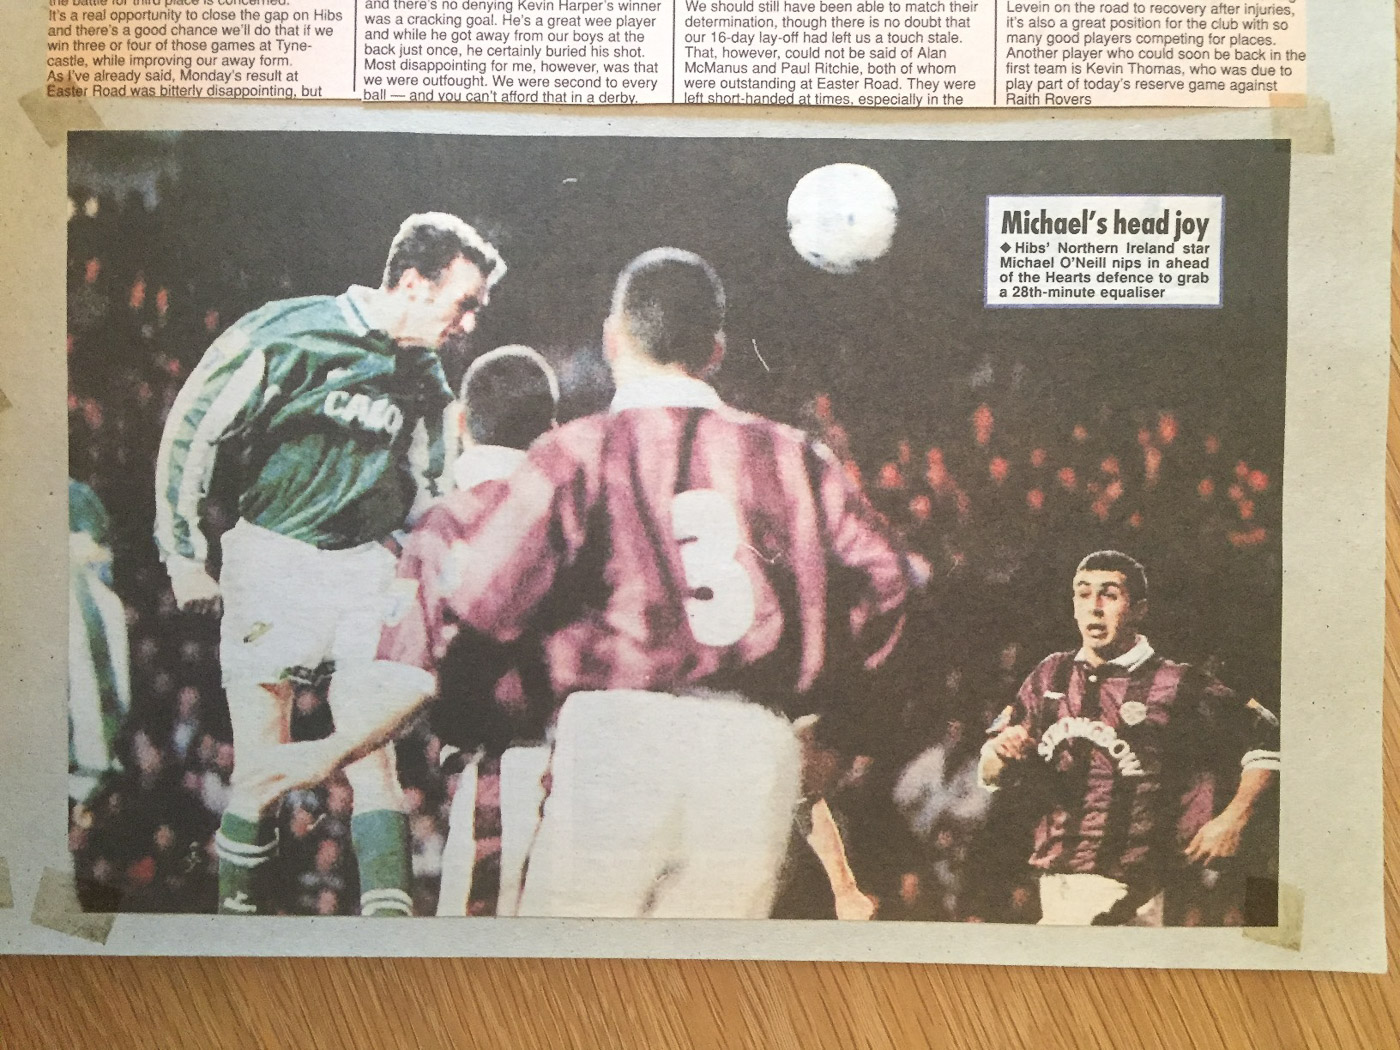 the battle for third place is concerned.
It's a real opportunity to close the gap on Hibs
and there's a good chance we'll do that if we
win three or four of those games at Tyne-
castle, while improving our away form.
As I've already said, Monday's result at
Easter Road was bitterly disappointing, but
and there's no denying Kevin Harper's winner
was a cracking goal. He's a great wee player
and while he got away from our boys at the
back just once, he certainly buried his shot.
Most disappointing for me, however, was that
we were outfought. We were second to every
ball — and you can't afford that in a derby.
We should still have been able to match their
determination, though there is no doubt that
our 16-day lay-off had left us a touch stale.
That, however, could not be said of Alan
McManus and Paul Ritchie, both of whom
were outstanding at Easter Road. They were
left short-handed at times, especially in the
Levein on the road to recovery after injuries,
it's also a great position for the club with so
many good players competing for places.
Another player who could soon be back in the
first team is Kevin Thomas, who was due to
play part of today's reserve game against
Raith Rovers
Michael's head joy
◆ Hibs' Northern Ireland star
Michael O'Neill nips in ahead
of the Hearts defence to grab
a 28th-minute equaliser
3